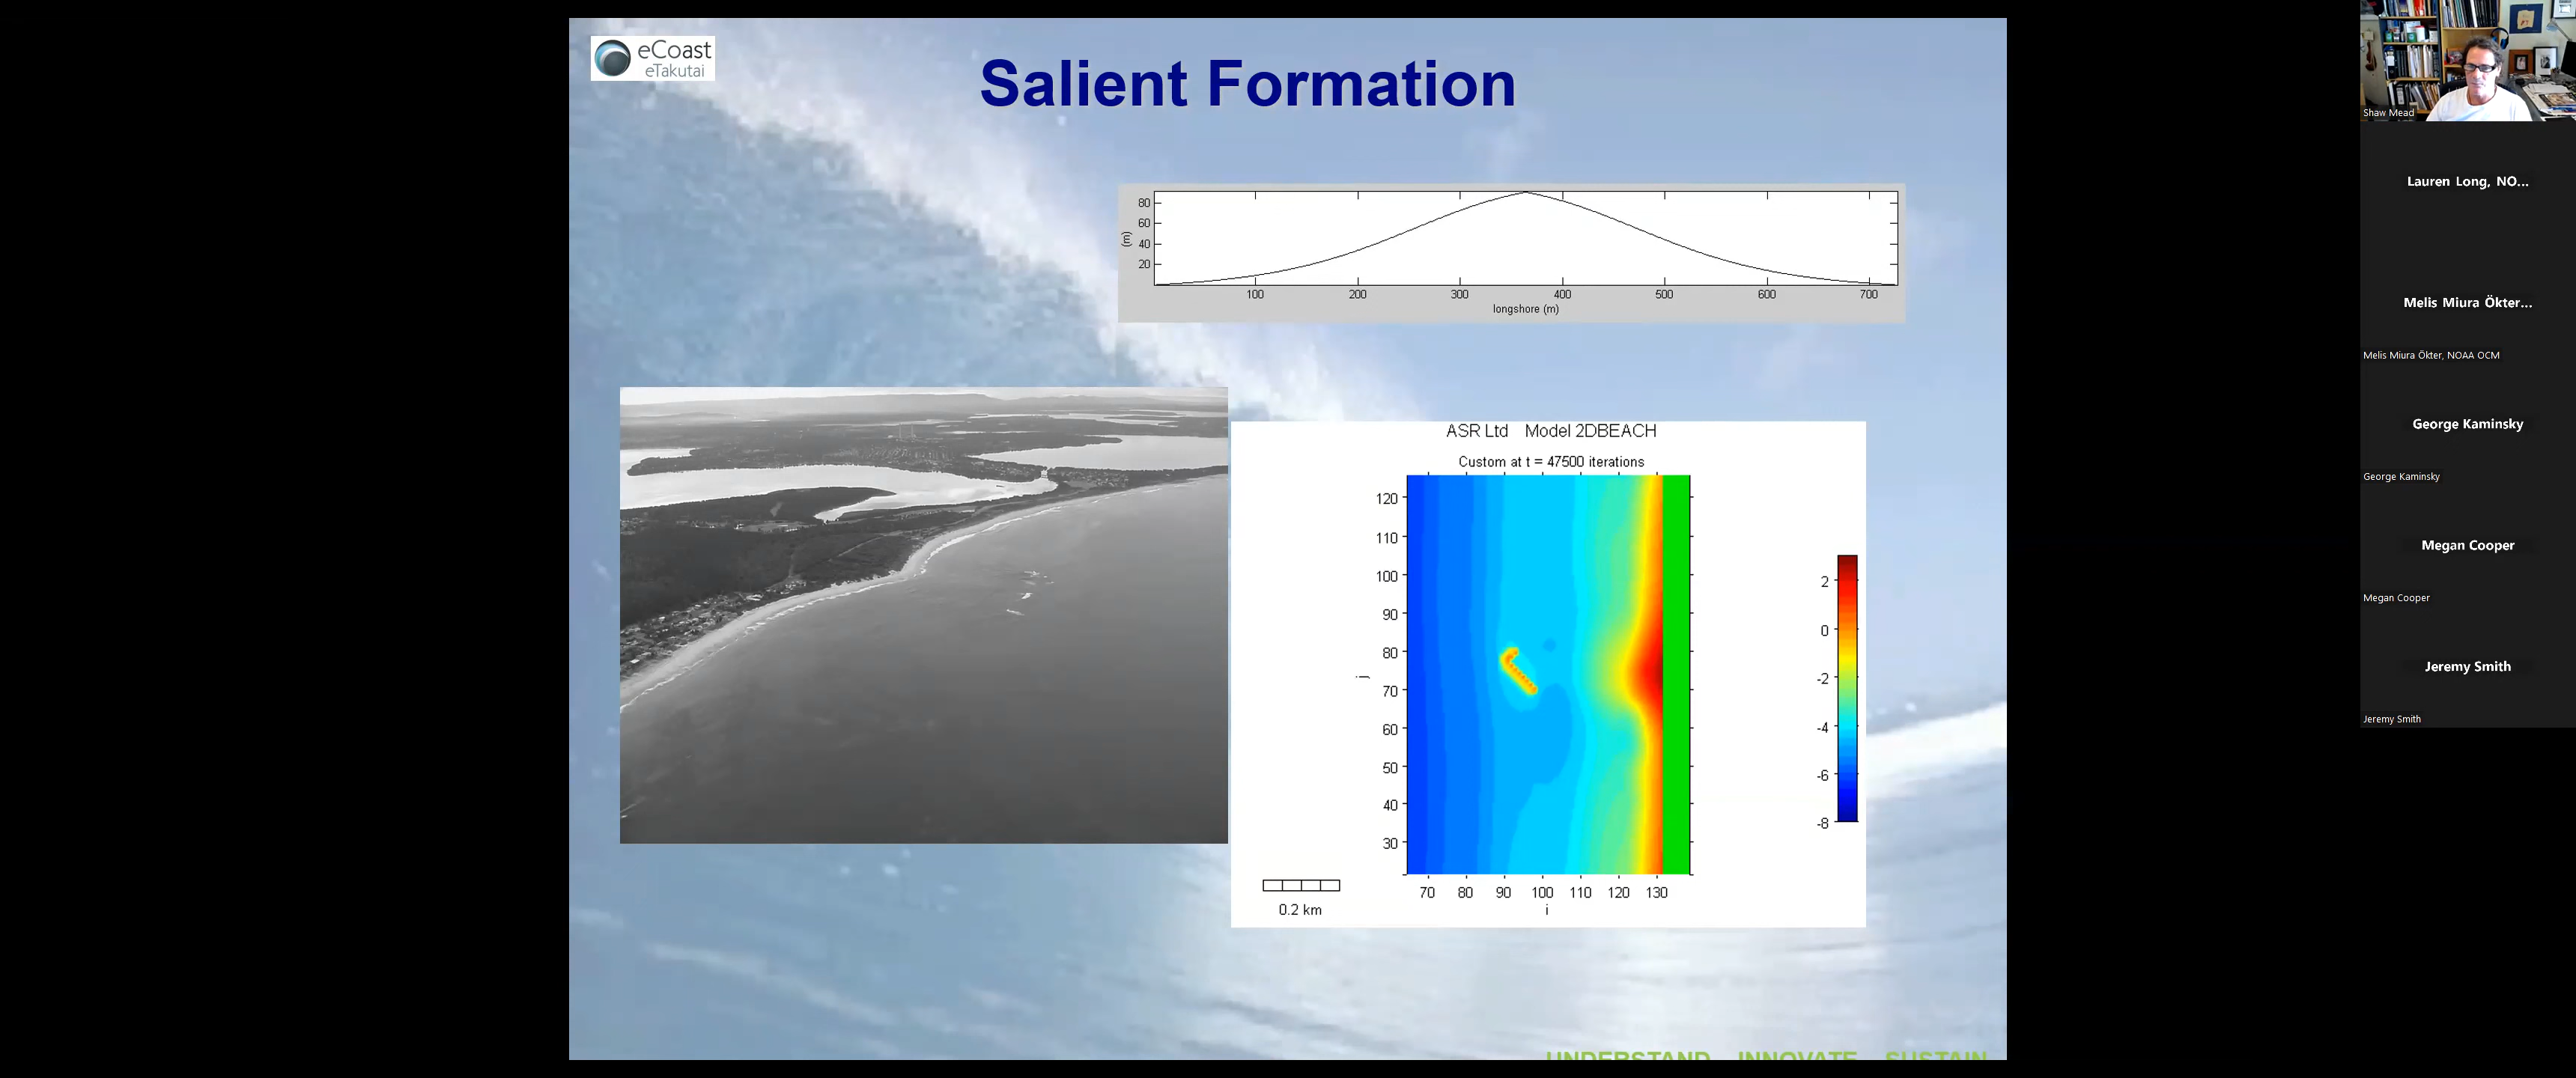 eCoast
eTakutai
Salient Formation
80
60
40
20
(m)
100 200 300 400 500 600 700
longshore (m)
ASR Ltd Model 2DBEACH
Custom at t = 47500 iterations
120
110
100
90
80
70
60
50
40
30
j
70 80 90 100 110 120 130
i
0.2 km
2
0
-2
-4
-6
-8
UNDERSTAND INNOVATE SUSTAIN
Shaw Mead
Lauren Long, NO...
Melis Miura Ökter...
Melis Miura Ökter, NOAA OCM
George Kaminsky
George Kaminsky
Megan Cooper
Megan Cooper
Jeremy Smith
Jeremy Smith